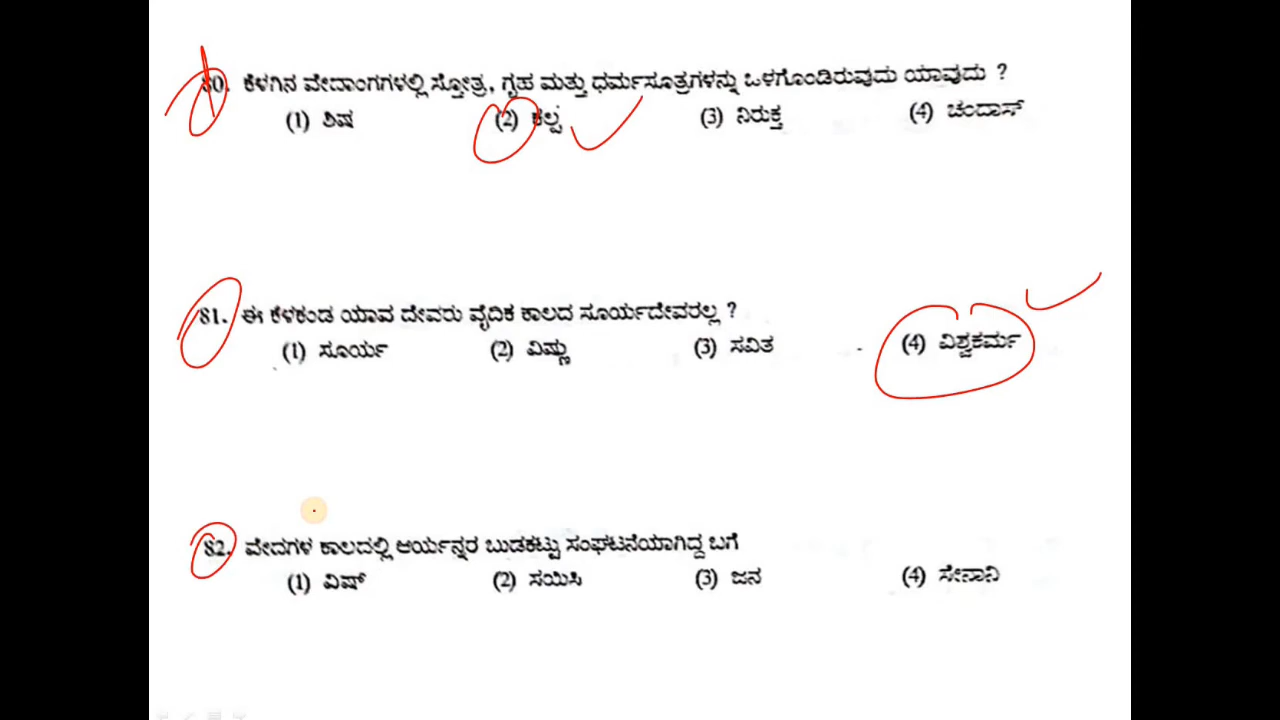 80. ಕೆಳಗಿನ ವೇದಾಂಗಗಳಲ್ಲಿ ಸ್ತೋತ್ರ, ಗೃಹ ಮತ್ತು ಧರ್ಮಸೂತ್ರಗಳನ್ನು ಒಳಗೊಂಡಿರುವುದು ಯಾವುದು ?
(1) ಶಿಷ (2) ಕಲ್ಪ (3) ನಿರುಕ್ತ (4) ಚಂದಾಸ್
81. ಈ ಕೆಳಕಂಡ ಯಾವ ದೇವರು ವೈದಿಕ ಕಾಲದ ಸೂರ್ಯದೇವರಲ್ಲ ?
(1) ಸೂರ್ಯ (2) ವಿಷ್ಣು (3) ಸವಿತ (4) ವಿಶ್ವಕರ್ಮ
82. ವೇದಗಳ ಕಾಲದಲ್ಲಿ ಆರ್ಯನ್ನರ ಬುಡಕಟ್ಟು ಸಂಘಟನೆಯಾಗಿದ್ದ ಬಗೆ
(1) ವಿಷ್ (2) ಸಯಿಸಿ (3) ಜನ (4) ಸೇನಾನಿ